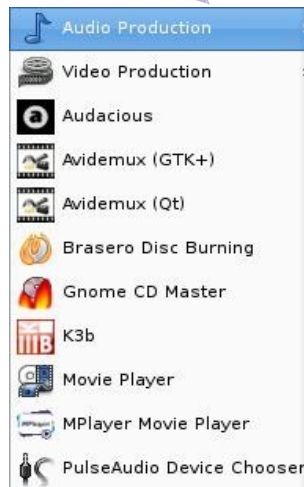 Audio Production
Video Production
Audacious
Avidemux (GTK+)
Avidemux (Qt)
Brasero Disc Burning
Gnome CD Master
K3b
Movie Player
MPlayer Movie Player
PulseAudio Device Chooser